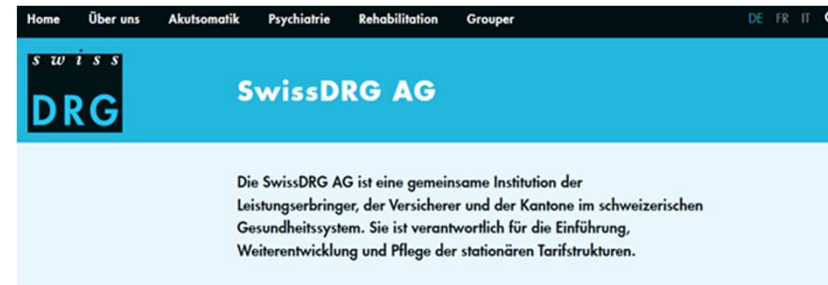 Home Über uns Akutsomatik Psychiatrie Rehabilitation Grouper DE FR IT
swiss
DRG
SwissDRG AG
Die SwissDRG AG ist eine gemeinsame Institution der
Leistungserbringer, der Versicherer und der Kantone im schweizerischen
Gesundheitssystem. Sie ist verantwortlich für die Einführung,
Weiterentwicklung und Pflege der stationären Tarifstrukturen.